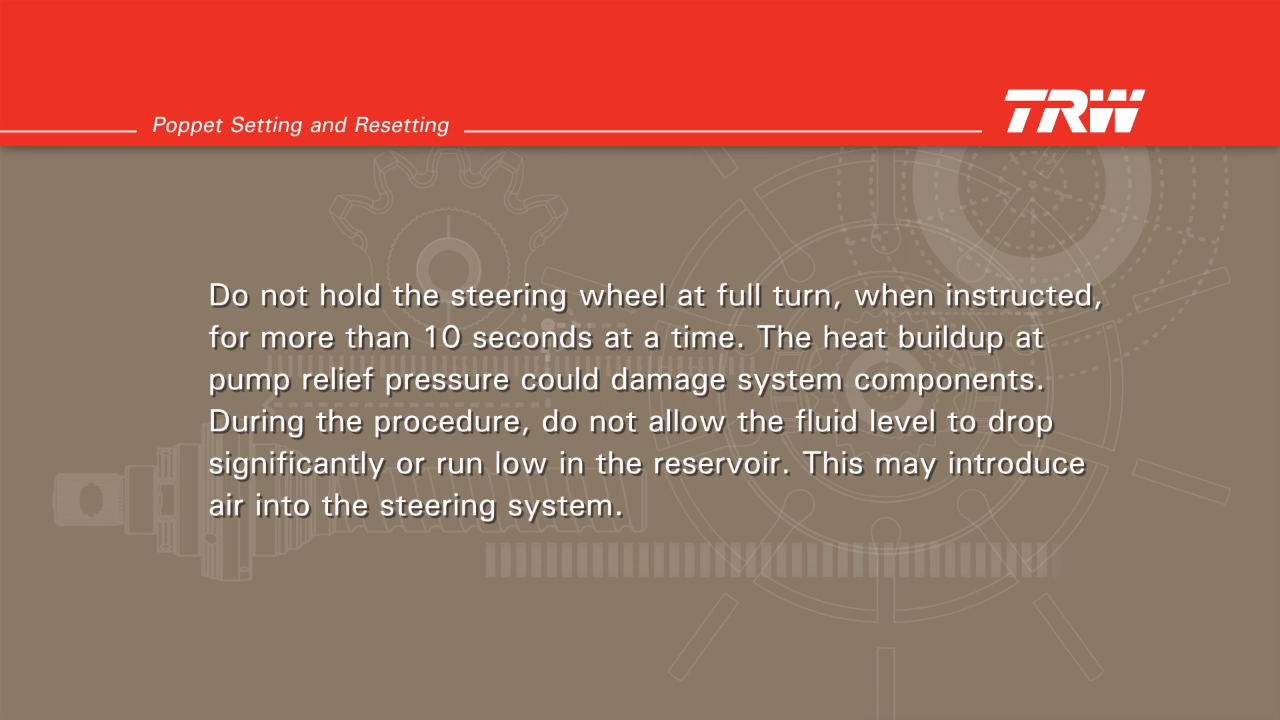 Poppet Setting and Resetting
TRW
Do not hold the steering wheel at full turn, when instructed,
for more than 10 seconds at a time. The heat buildup at
pump relief pressure could damage system components.
During the procedure, do not allow the fluid level to drop
significantly or run low in the reservoir. This may introduce
air into the steering system.